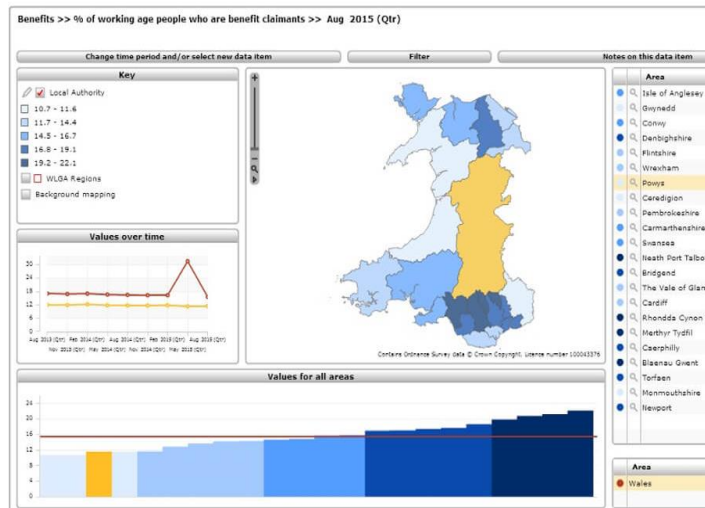 Benefits >> % of working age people who are benefit claimants >> Aug 2015 (Qtr)
Change time period and/or select new data item
Filter
Notes on this data item
Key
Local Authority
10.7 - 11.6
11.7 - 14.4
14.5 - 16.7
16.8 - 19.1
19.2 - 22.1
WLGA Regions
Background mapping
Values over time
30
24
18
12
6
0
Aug 2013 (Qtr) Feb 2014 (Qtr) Aug 2014 (Qtr) Feb 2015 (Qtr) Aug 2015 (Qtr)
Nov 2013 (Qtr) May 2014 (Qtr) Nov 2014 (Qtr) May 2015 (Qtr)
Contains Ordnance Survey data © Crown Copyright. Licence number 100043376
Area
Isle of Anglesey
Gwynedd
Conwy
Denbighshire
Flintshire
Wrexham
Powys
Ceredigion
Pembrokeshire
Carmarthenshire
Swansea
Neath Port Talbo
Bridgend
The Vale of Glam
Cardiff
Rhondda Cynon
Merthyr Tydfil
Caerphilly
Blaenau Gwent
Torfaen
Monmouthshire
Newport
Values for all areas
24
20
16
12
8
4
0
Area
Wales